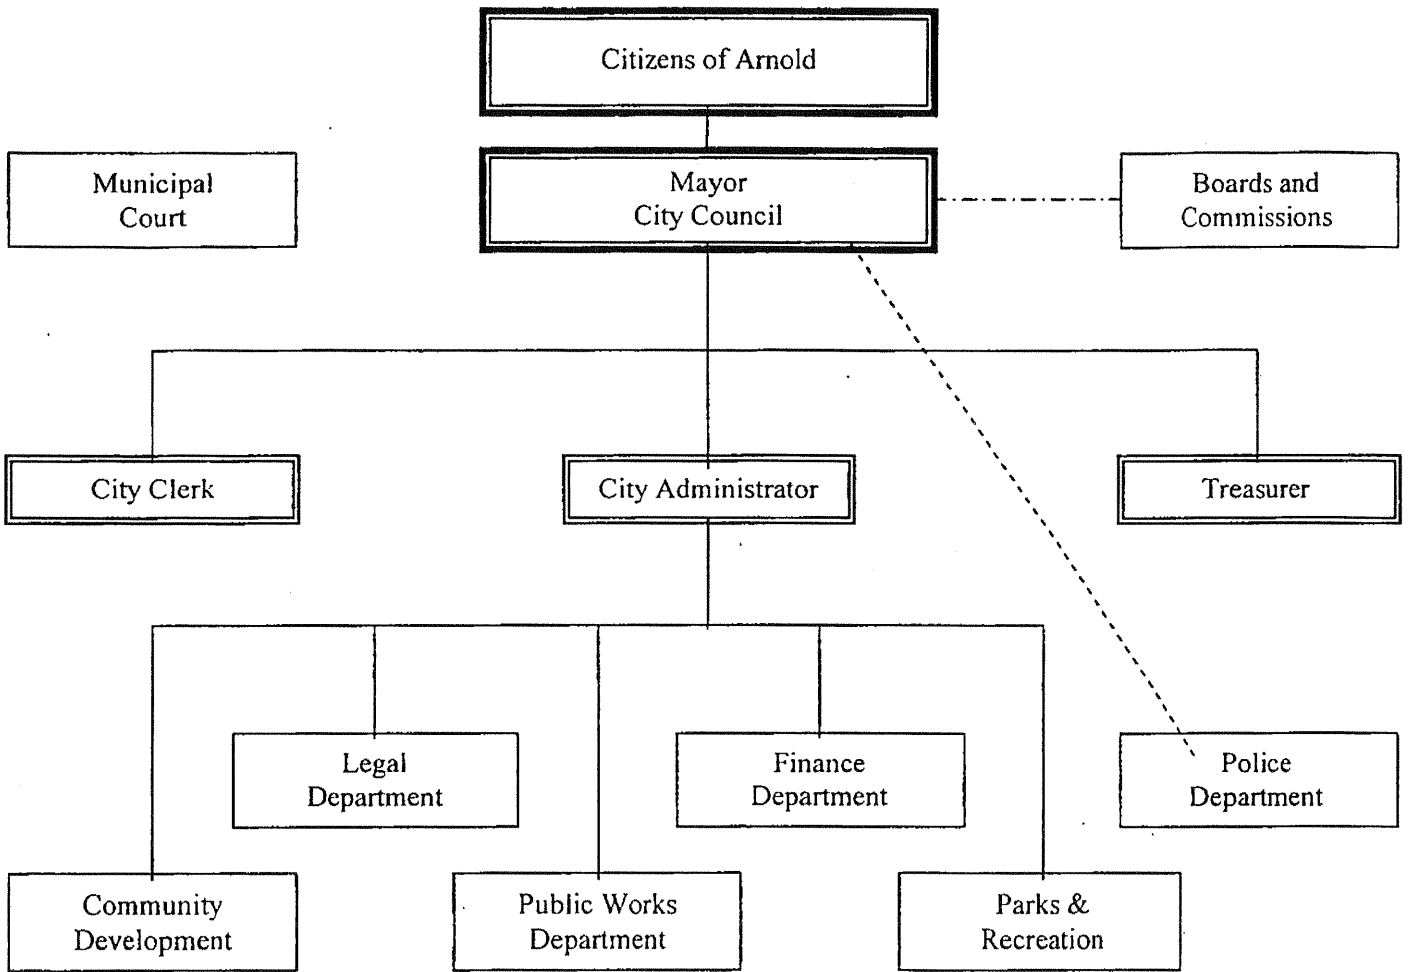 Citizens of Arnold
Municipal
Court
Mayor
City Council
Boards and
Commissions
City Clerk
City Administrator
Treasurer
Legal
Department
Finance
Department
Police
Department
Community
Development
Public Works
Department
Parks &
Recreation